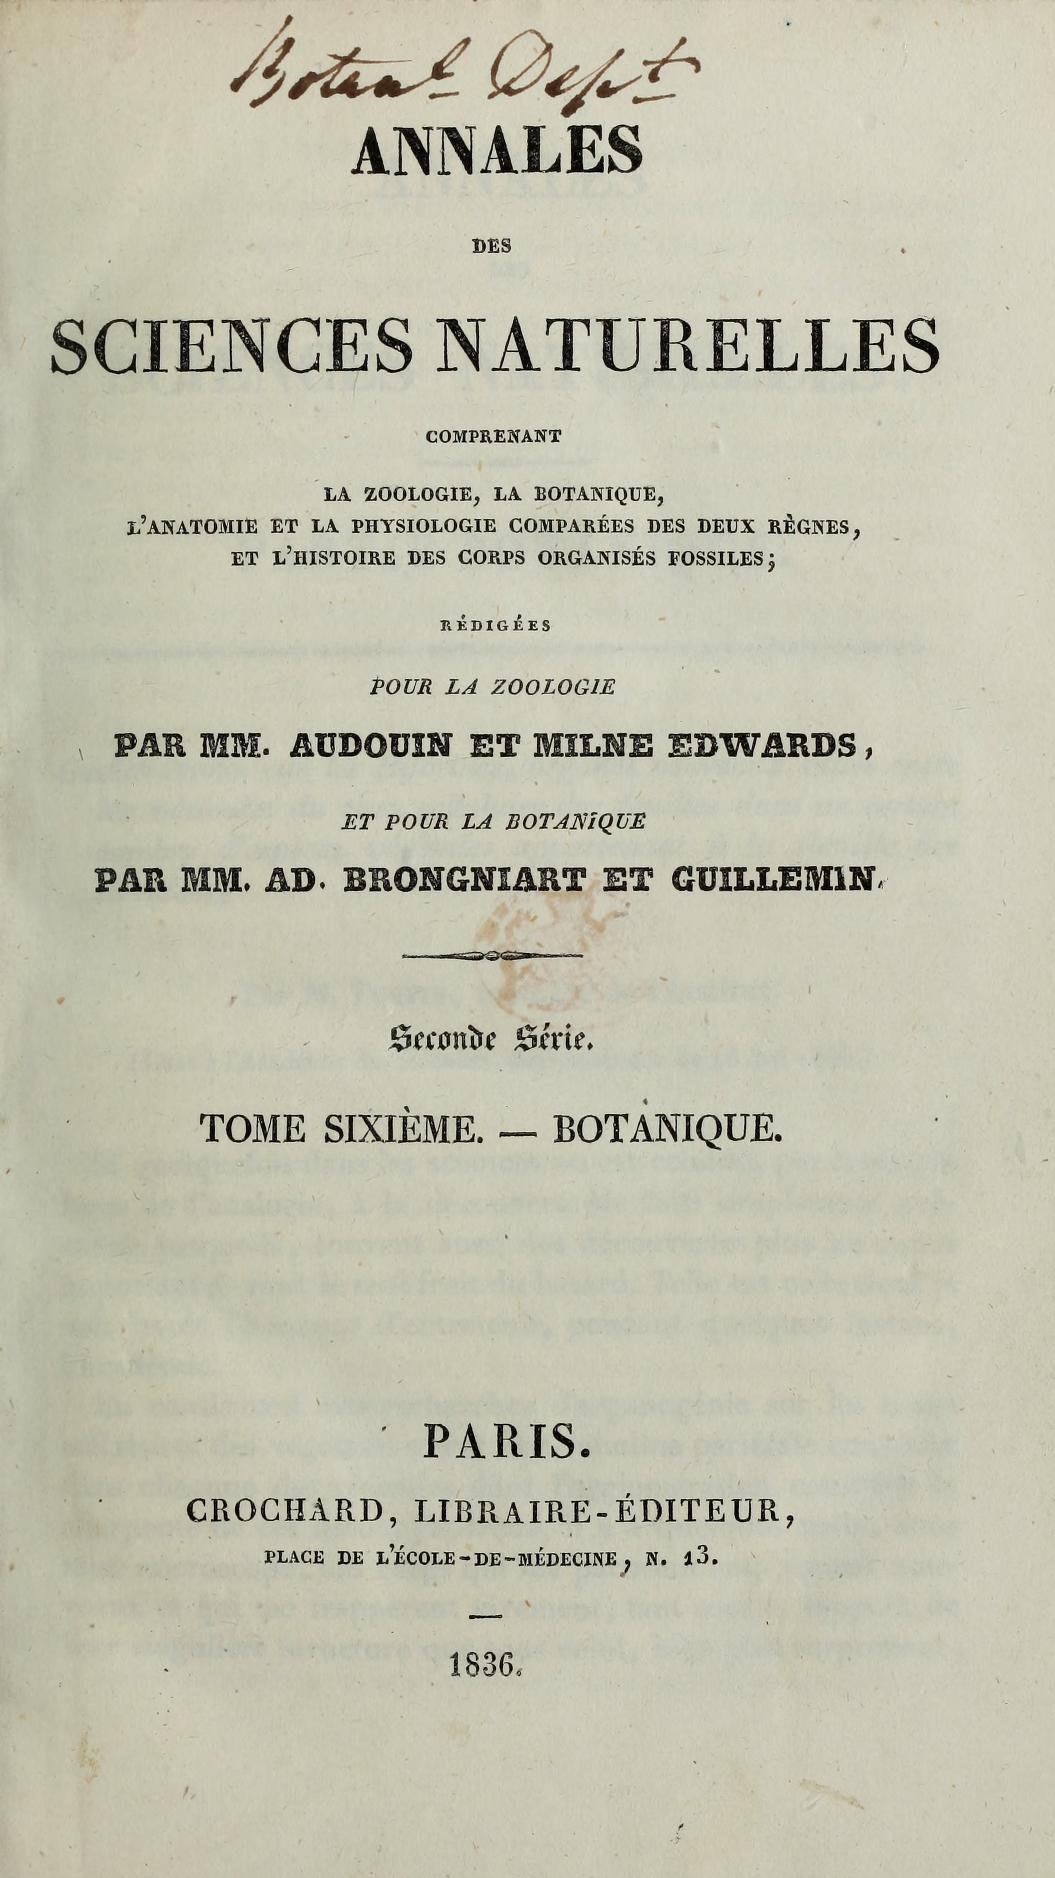 Botanl Dept
ANNALES
DES
SCIENCES NATURELLES
COMPRENANT
LA ZOOLOGIE, LA BOTANIQUE,
L'ANATOMIE ET LA PHYSIOLOGIE COMPARÉES DES DEUX RÈGNES,
ET L'HISTOIRE DES CORPS ORGANISÉS FOSSILES;
RÉDIGÉES
POUR LA ZOOLOGIE
PAR MM. AUDOUIN ET MILNE EDWARDS,
ET POUR LA BOTANIQUE
PAR MM. AD. BRONGNIART ET GUILLEMIN.
Seconde Série.
TOME SIXIÈME. — BOTANIQUE.
PARIS.
CROCHARD, LIBRAIRE-ÉDITEUR,
PLACE DE L'ÉCOLE-DE-MÉDECINE, N. 13.
1836.